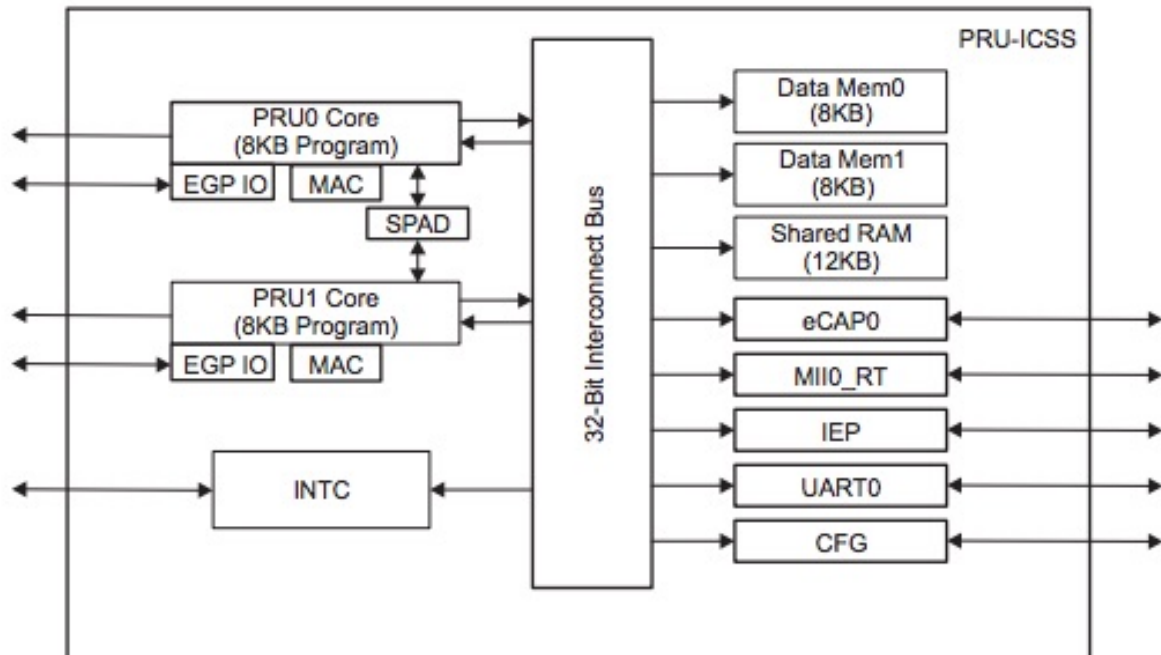 PRU-ICSS
PRU0 Core
(8KB Program)
EGP IO
MAC
SPAD
PRU1 Core
(8KB Program)
EGP IO
MAC
INTC
32-Bit Interconnect Bus
Data Mem0
(8KB)
Data Mem1
(8KB)
Shared RAM
(12KB)
eCAP0
MII0_RT
IEP
UART0
CFG